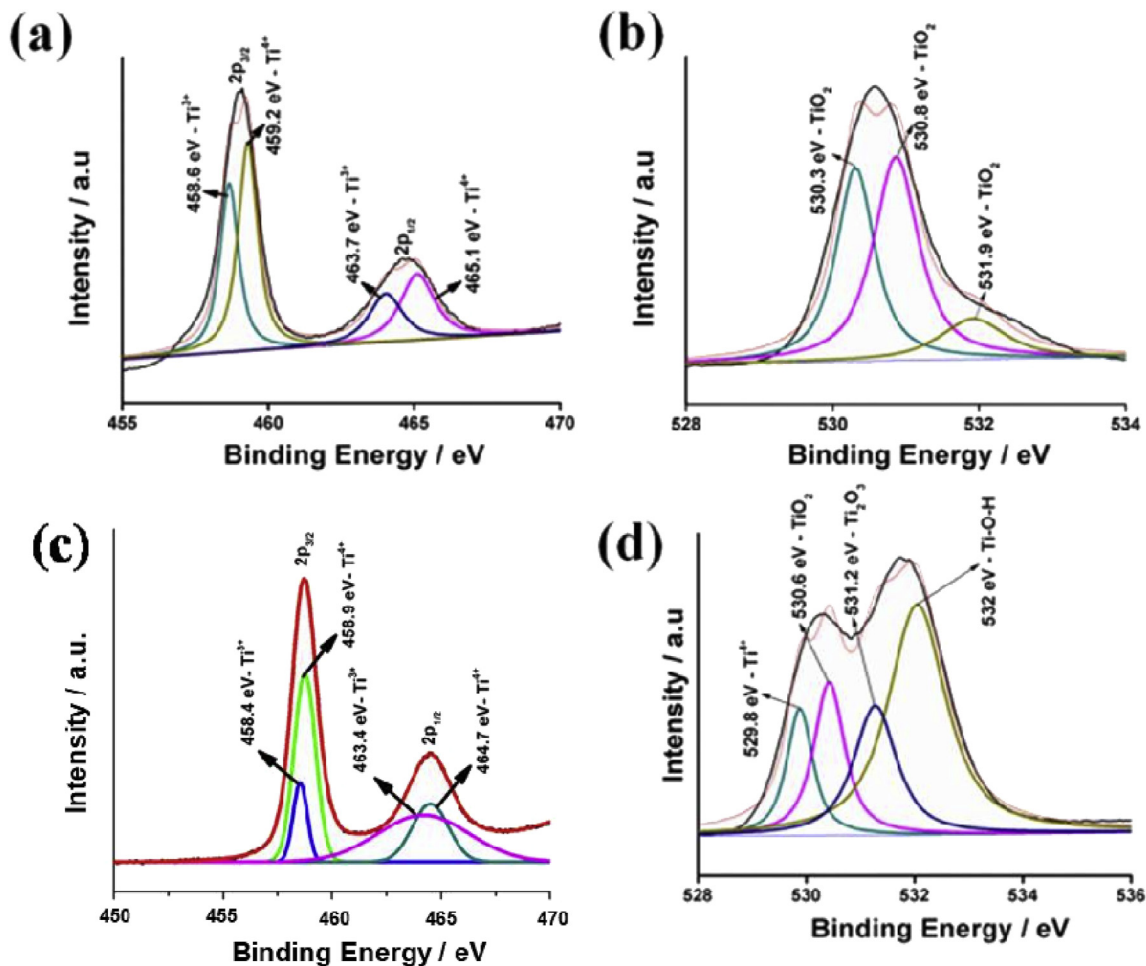 (a)
Intensity / a.u
458.6 eV - Ti³⁺
2p₃/₂
459.2 eV - Ti⁴⁺
463.7 eV - Ti³⁺
2p₁/₂
465.1 eV - Ti⁴⁺
455 460 465 470
Binding Energy / eV
(b)
Intensity / a.u
530.3 eV - TiO₂
530.8 eV - TiO₂
531.9 eV - TiO₂
528 530 532 534
Binding Energy / eV
(c)
Intensity / a.u.
458.4 eV- Ti³⁺
2p₃/₂
458.9 eV- Ti⁴⁺
463.4 eV- Ti³⁺
2p₁/₂
464.7 eV- Ti⁴⁺
450 455 460 465 470
Binding Energy / eV
(d)
Intensity / a.u
529.8 eV - Ti⁴⁺
530.6 eV - TiO₂
531.2 eV - Ti₂O₃
532 eV - Ti-O-H
528 530 532 534 536
Binding Energy / eV